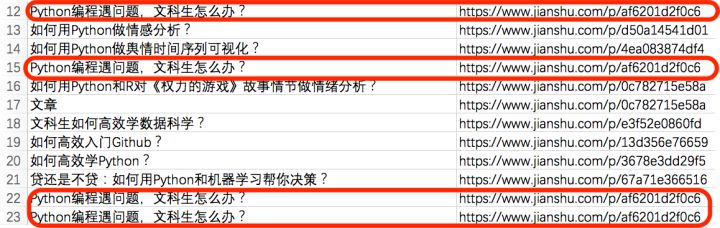 12 Python编程遇问题，文科生怎么办？ https://www.jianshu.com/p/af6201d2f0c6
13 如何用Python做情感分析？ https://www.jianshu.com/p/d50a14541d01
14 如何用Python做舆情时间序列可视化？ https://www.jianshu.com/p/4ea083874df4
15 Python编程遇问题，文科生怎么办？ https://www.jianshu.com/p/af6201d2f0c6
16 如何用Python和R对《权力的游戏》故事情节做情绪分析？ https://www.jianshu.com/p/0c782715e58a
17 文章 https://www.jianshu.com/p/0c782715e58a
18 文科生如何高效学数据科学？ https://www.jianshu.com/p/e3f52e0860fd
19 如何高效入门Github？ https://www.jianshu.com/p/13d356e76659
20 如何高效学Python？ https://www.jianshu.com/p/3678e3dd29f5
21 贷还是不贷：如何用Python和机器学习帮你决策？ https://www.jianshu.com/p/67a71e366516
22 Python编程遇问题，文科生怎么办？ https://www.jianshu.com/p/af6201d2f0c6
23 Python编程遇问题，文科生怎么办？ https://www.jianshu.com/p/af6201d2f0c6